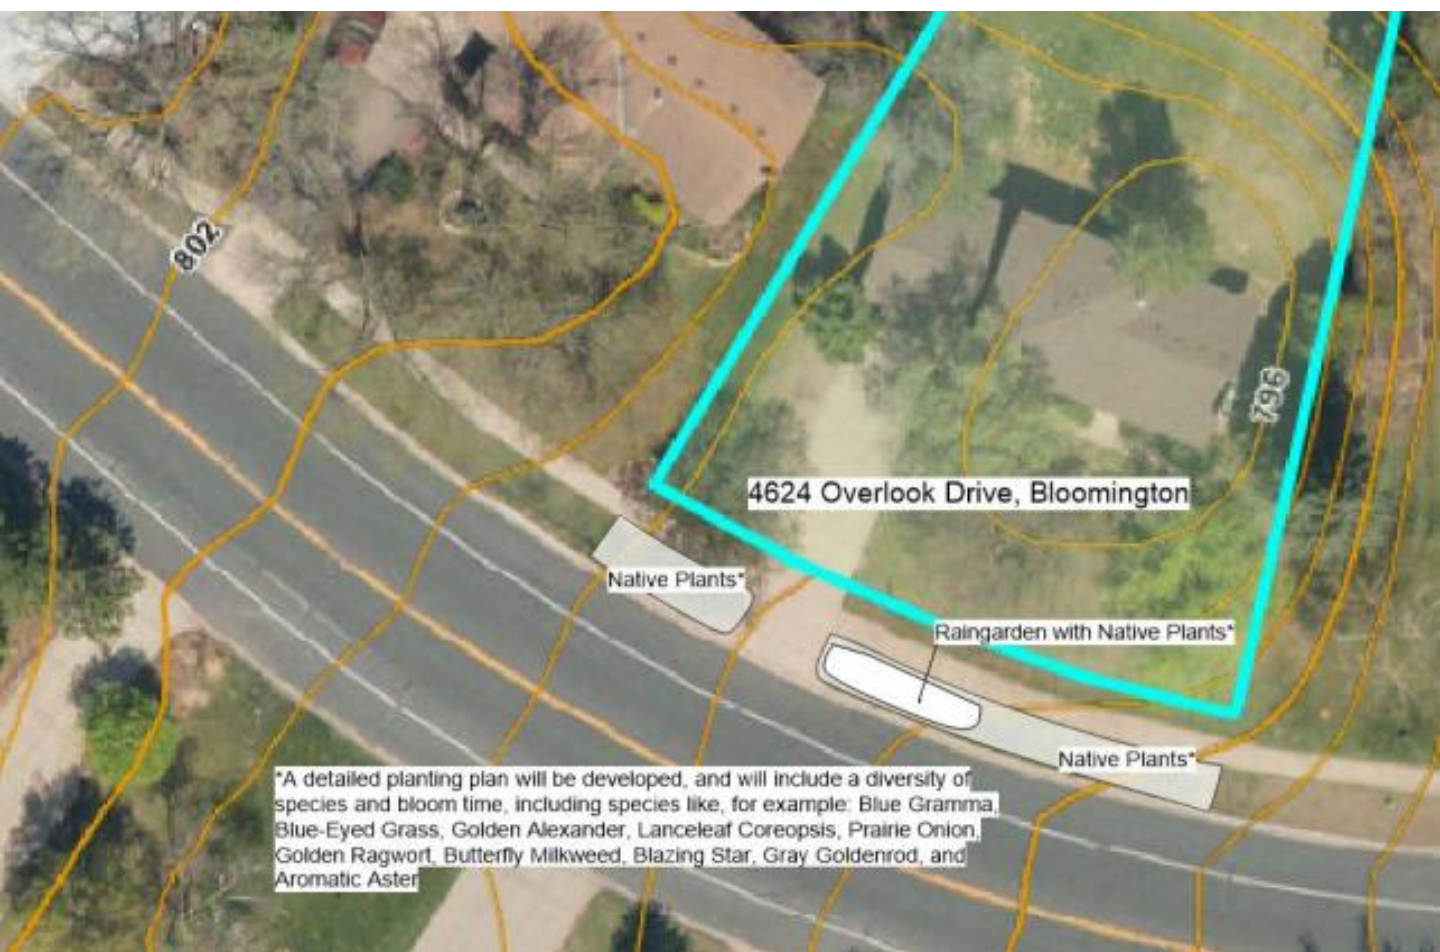 802
796
4624 Overlook Drive, Bloomington
Native Plants*
Raingarden with Native Plants*
Native Plants*
*A detailed planting plan will be developed, and will include a diversity of
species and bloom time, including species like, for example: Blue Gramma,
Blue-Eyed Grass, Golden Alexander, Lanceleaf Coreopsis, Prairie Onion,
Golden Ragwort, Butterfly Milkweed, Blazing Star, Gray Goldenrod, and
Aromatic Aster